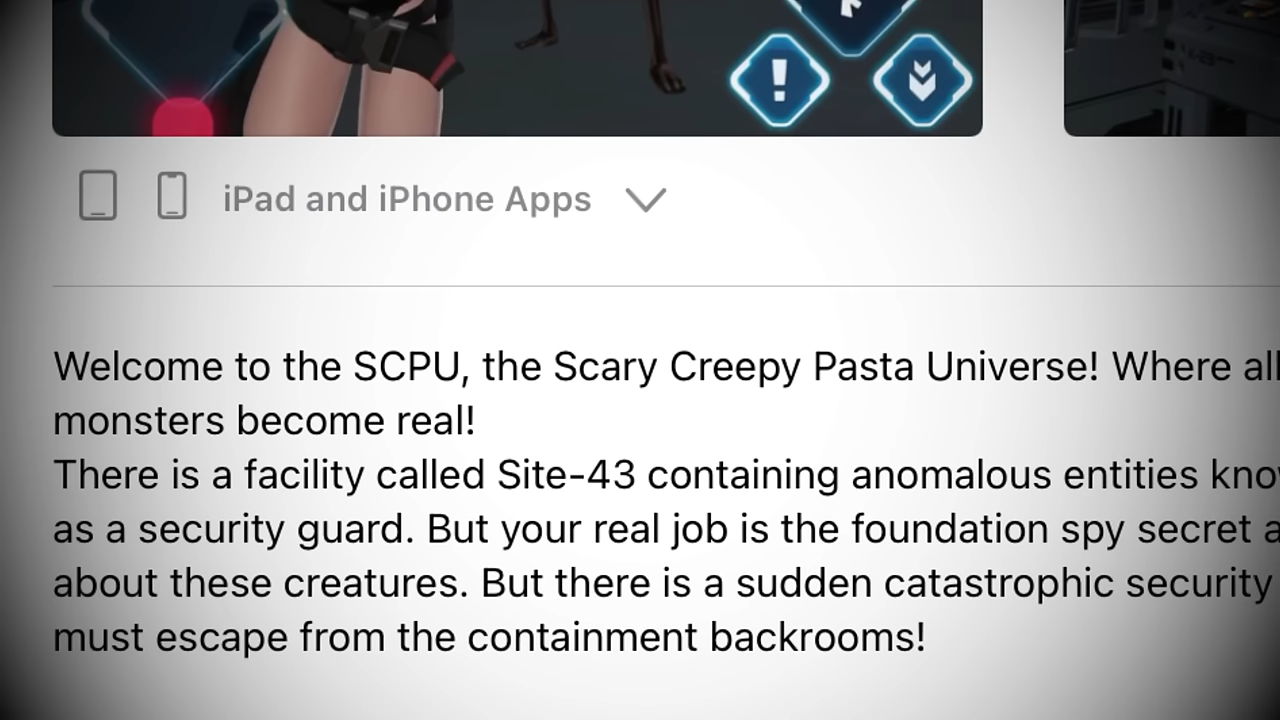 iPad and iPhone Apps
Welcome to the SCPU, the Scary Creepy Pasta Universe! Where all
monsters become real!
There is a facility called Site-43 containing anomalous entities
as a security guard. But your real job is the foundation spy secret
about these creatures. But there is a sudden catastrophic security
must escape from the containment backrooms!